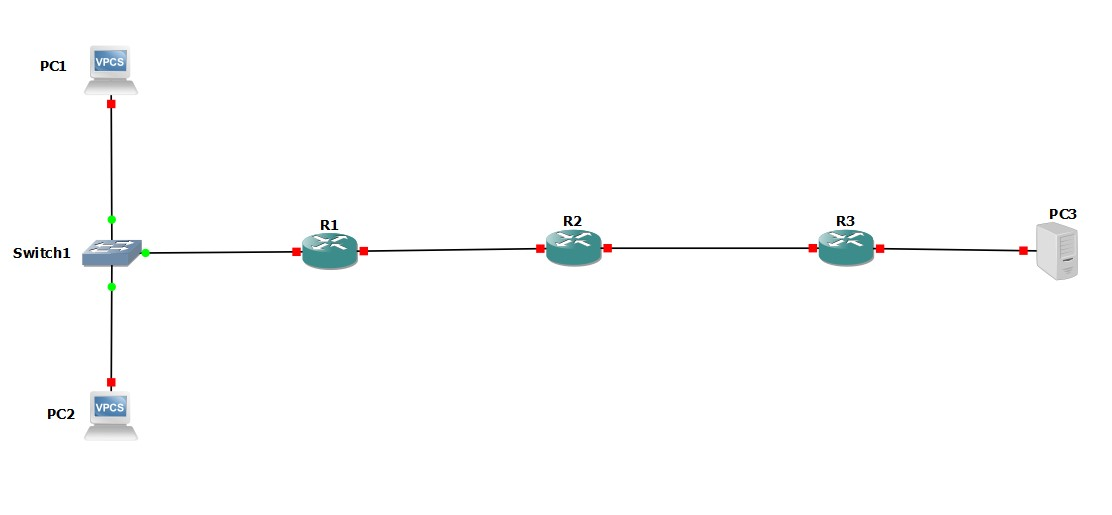 PC1
VPCS
R1
R2
R3
PC3
Switch1
PC2
VPCS